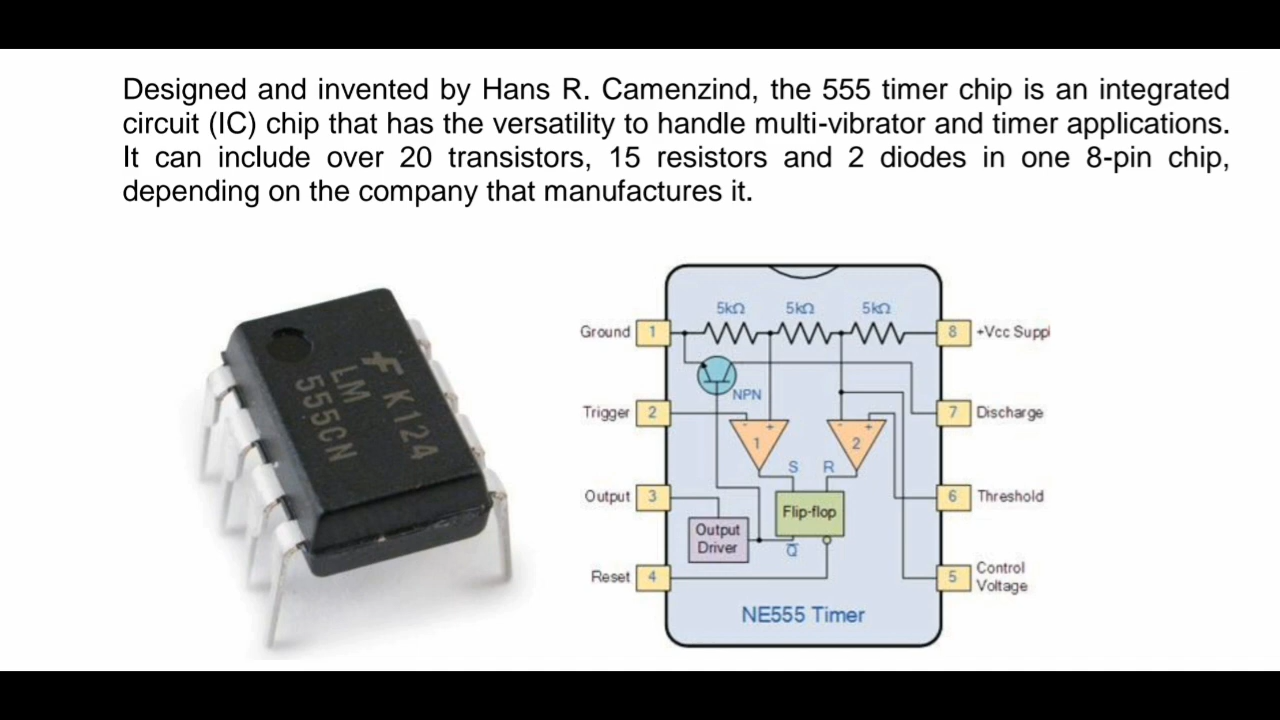 Designed and invented by Hans R. Camenzind, the 555 timer chip is an integrated
circuit (IC) chip that has the versatility to handle multi-vibrator and timer applications.
It can include over 20 transistors, 15 resistors and 2 diodes in one 8-pin chip,
depending on the company that manufactures it.
K124
LM
555CN
5kΩ 5kΩ 5kΩ
Ground 1
8 +Vcc Suppl
NPN
Trigger 2
7 Discharge
- +
1
- +
2
S R
Output 3
6 Threshold
Flip-flop
Output
Driver
Q̅
Reset 4
5 Control
Voltage
NE555 Timer